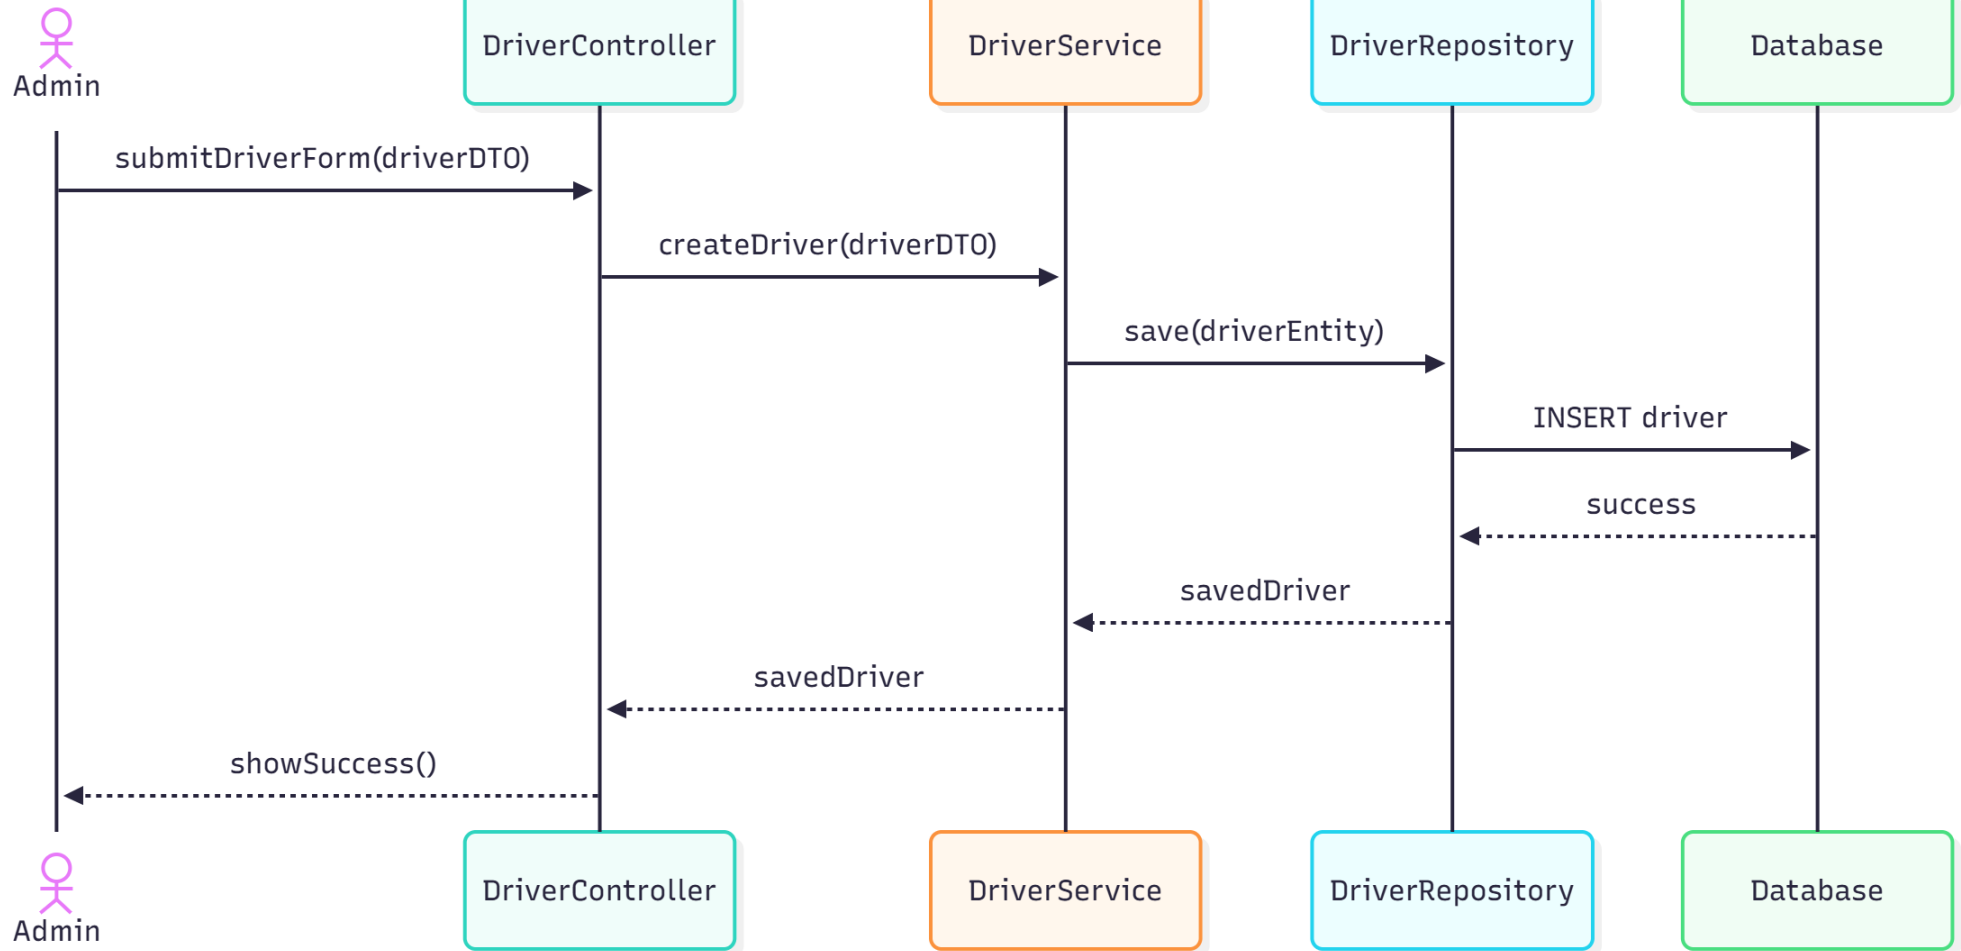 Admin
DriverController
DriverService
DriverRepository
Database
submitDriverForm(driverDTO)
createDriver(driverDTO)
save(driverEntity)
INSERT driver
success
savedDriver
savedDriver
showSuccess()
Admin
DriverController
DriverService
DriverRepository
Database